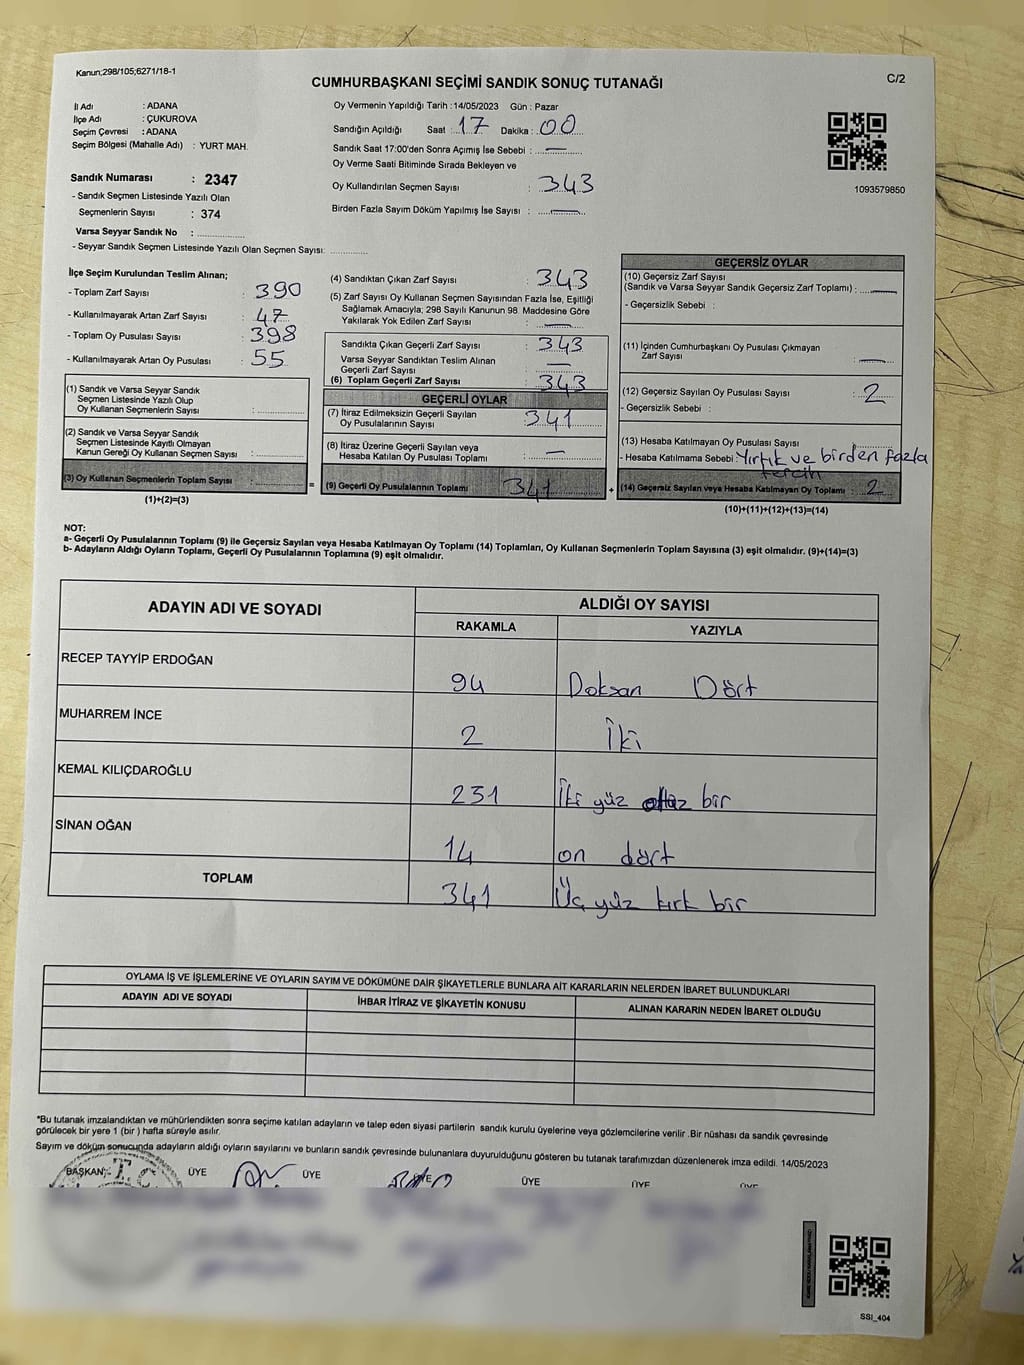 Kanun;298/105;6271/18-1
C/2
CUMHURBAŞKANI SEÇİMİ SANDIK SONUÇ TUTANAĞI
İl Adı : ADANA
İlçe Adı : ÇUKUROVA
Seçim Çevresi : ADANA
Seçim Bölgesi (Mahalle Adı) : YURT MAH.
Sandık Numarası : 2347
- Sandık Seçmen Listesinde Yazılı Olan
Seçmenlerin Sayısı : 374
Varsa Seyyar Sandık No :
- Seyyar Sandık Seçmen Listesinde Yazılı Olan Seçmen Sayısı:
Oy Vermenin Yapıldığı Tarih : 14/05/2023 Gün : Pazar
Sandığın Açıldığı Saat : 17 Dakika : 00
Sandık Saat 17:00'den Sonra Açımış İse Sebebi : —
Oy Verme Saati Bitiminde Sırada Bekleyen ve
Oy Kullandırılan Seçmen Sayısı : 343
Birden Fazla Sayım Döküm Yapılmış İse Sayısı : —
1093579850
İlçe Seçim Kurulundan Teslim Alınan;
- Toplam Zarf Sayısı : 390
- Kullanılmayarak Artan Zarf Sayısı : 47
- Toplam Oy Pusulası Sayısı : 398
- Kullanılmayarak Artan Oy Pusulası : 55
(1) Sandık ve Varsa Seyyar Sandık
Seçmen Listesinde Yazılı Olup
Oy Kullanan Seçmenlerin Sayısı :
(2) Sandık ve Varsa Seyyar Sandık
Seçmen Listesinde Kayıtlı Olmayan
Kanun Gereği Oy Kullanan Seçmen Sayısı :
(3) Oy Kullanan Seçmenlerin Toplam Sayısı :
(1)+(2)=(3)
=
(4) Sandıktan Çıkan Zarf Sayısı : 343
(5) Zarf Sayısı Oy Kullanan Seçmen Sayısından Fazla İse, Eşitliği
Sağlamak Amacıyla; 298 Sayılı Kanunun 98. Maddesine Göre
Yakılarak Yok Edilen Zarf Sayısı : —
Sandıkta Çıkan Geçerli Zarf Sayısı : 343
Varsa Seyyar Sandıktan Teslim Alınan
Geçerli Zarf Sayısı : —
(6) Toplam Geçerli Zarf Sayısı : 343
GEÇERLİ OYLAR
(7) İtiraz Edilmeksizin Geçerli Sayılan
Oy Pusulalarının Sayısı : 341
(8) İtiraz Üzerine Geçerli Sayılan veya
Hesaba Katılan Oy Pusulası Toplamı : —
(9) Geçerli Oy Pusulalarının Toplamı : 341
+
GEÇERSİZ OYLAR
(10) Geçersiz Zarf Sayısı
(Sandık ve Varsa Seyyar Sandık Geçersiz Zarf Toplamı) : —
- Geçersizlik Sebebi :
(11) İçinden Cumhurbaşkanı Oy Pusulası Çıkmayan
Zarf Sayısı : —
(12) Geçersiz Sayılan Oy Pusulası Sayısı : 2
- Geçersizlik Sebebi :
(13) Hesaba Katılmayan Oy Pusulası Sayısı :
- Hesaba Katılmama Sebebi : Yırtık ve birden fazla
tercih
(14) Geçersiz Sayılan veya Hesaba Katılmayan Oy Toplamı : 2
(10)+(11)+(12)+(13)=(14)
NOT:
a- Geçerli Oy Pusulalarının Toplamı (9) ile Geçersiz Sayılan veya Hesaba Katılmayan Oy Toplamı (14) Toplamları, Oy Kullanan Seçmenlerin Toplam Sayısına (3) eşit olmalıdır. (9)+(14)=(3)
b- Adayların Aldığı Oyların Toplamı, Geçerli Oy Pusulalarının Toplamına (9) eşit olmalıdır.
ADAYIN ADI VE SOYADI
ALDIĞI OY SAYISI
RAKAMLA YAZIYLA
RECEP TAYYİP ERDOĞAN 94 Doksan Dört
MUHARREM İNCE 2 İki
KEMAL KILIÇDAROĞLU 231 İki yüz otuz bir
SİNAN OĞAN 14 on dört
TOPLAM 341 Üç yüz kırk bir
OYLAMA İŞ VE İŞLEMLERİNE VE OYLARIN SAYIM VE DÖKÜMÜNE DAİR ŞİKAYETLERLE BUNLARA AİT KARARLARIN NELERDEN İBARET BULUNDUKLARI
ADAYIN ADI VE SOYADI İHBAR İTİRAZ VE ŞİKAYETİN KONUSU ALINAN KARARIN NEDEN İBARET OLDUĞU
*Bu tutanak imzalandıktan ve mühürlendikten sonra seçime katılan adayların ve talep eden siyasi partilerin sandık kurulu üyelerine veya gözlemcilerine verilir .Bir nüshası da sandık çevresinde
görülecek bir yere 1 (bir ) hafta süreyle asılır.
Sayım ve döküm sonucunda adayların aldığı oyların sayılarını ve bunların sandık çevresinde bulunanlara duyurulduğunu gösteren bu tutanak tarafımızdan düzenlenerek imza edildi. 14/05/2023
BAŞKAN T.C ÜYE ÜYE ÜYE ÜYE ÜYE
SSI_404